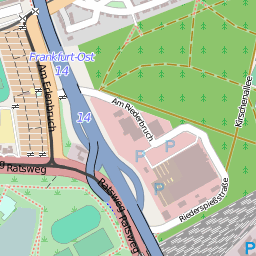 Frankfurt-Ost
14
Am Erlenbruch
Am Riederbruch
Kirschenallee
14
P
P
Ratsweg
P
Ratsweg
Ratsweg
Riederspießstraße
P